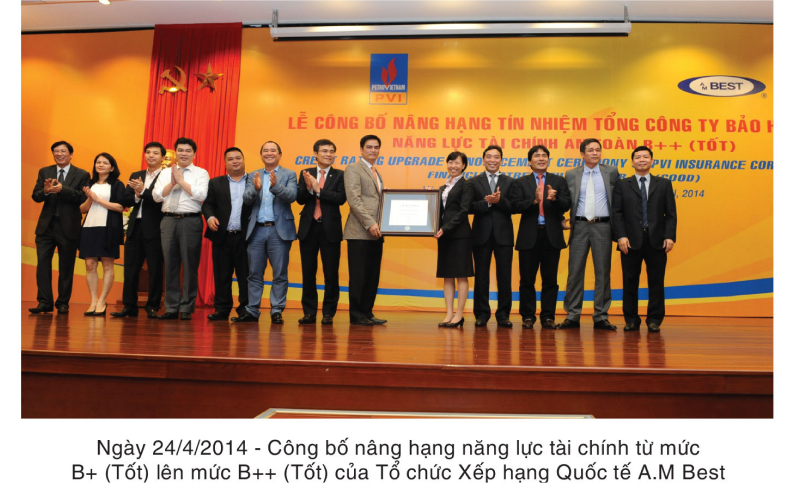 PETROVIETNAM
PVI
A M BEST ®
LỄ CÔNG BỐ NÂNG HẠNG TÍN NHIỆM TỔNG CÔNG TY BẢO
NĂNG LỰC TÀI CHÍNH AN TOÀN B++ (TỐT)
CREDIT RATING UPGRADE CEREMONY PVI INSURANCE
(GOOD)
, 2014
Ngày 24/4/2014 - Công bố nâng hạng năng lực tài chính từ mức
B+ (Tốt) lên mức B++ (Tốt) của Tổ chức Xếp hạng Quốc tế A.M Best